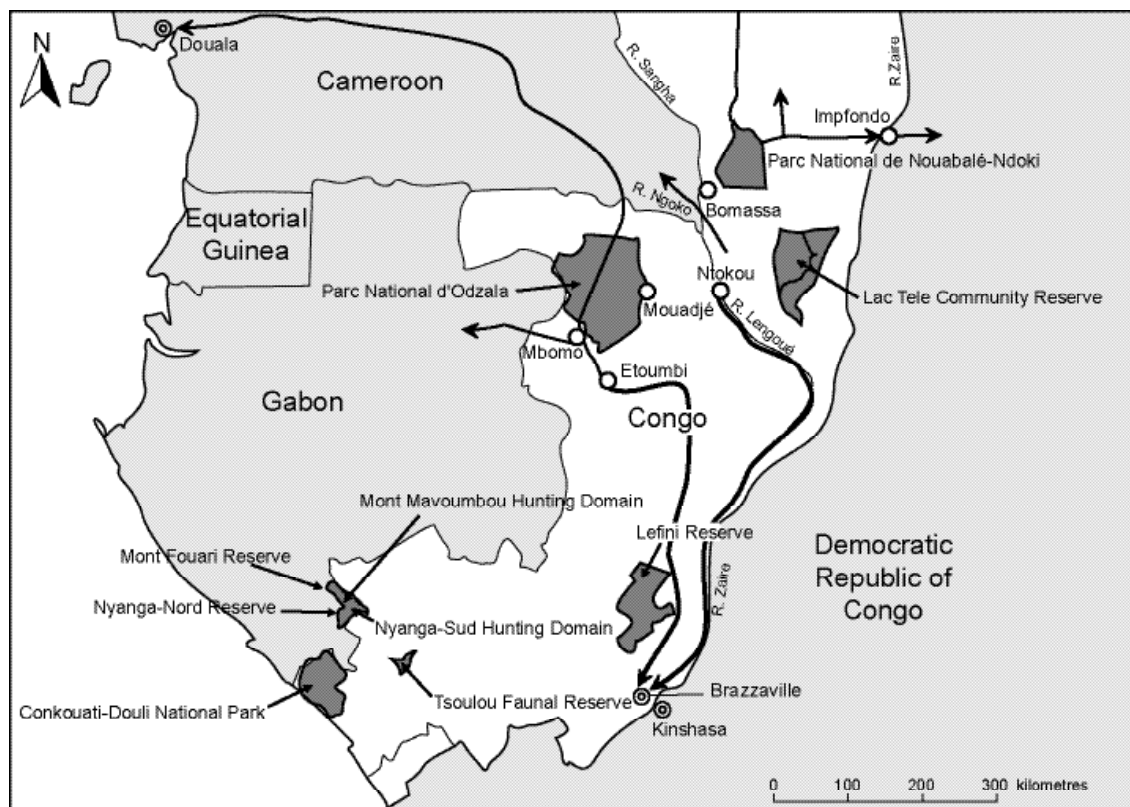 N
Douala
Cameroon
R. Sangha
R.Zaire
Impfondo
Parc National de Nouabalé-Ndoki
R. Ngoko
Bomassa
Equatorial
Guinea
Parc National d'Odzala
Mouadjé
Ntokou
Lac Tele Community Reserve
R. Lengoué
Mbomo
Etoumbi
Gabon
Congo
Mont Mavoumbou Hunting Domain
Lefini Reserve
Mont Fouari Reserve
Democratic
Republic of
Congo
R. Zaire
Nyanga-Nord Reserve
Nyanga-Sud Hunting Domain
Tsoulou Faunal Reserve
Brazzaville
Conkouati-Douli National Park
Kinshasa
0 100 200 300 kilometres